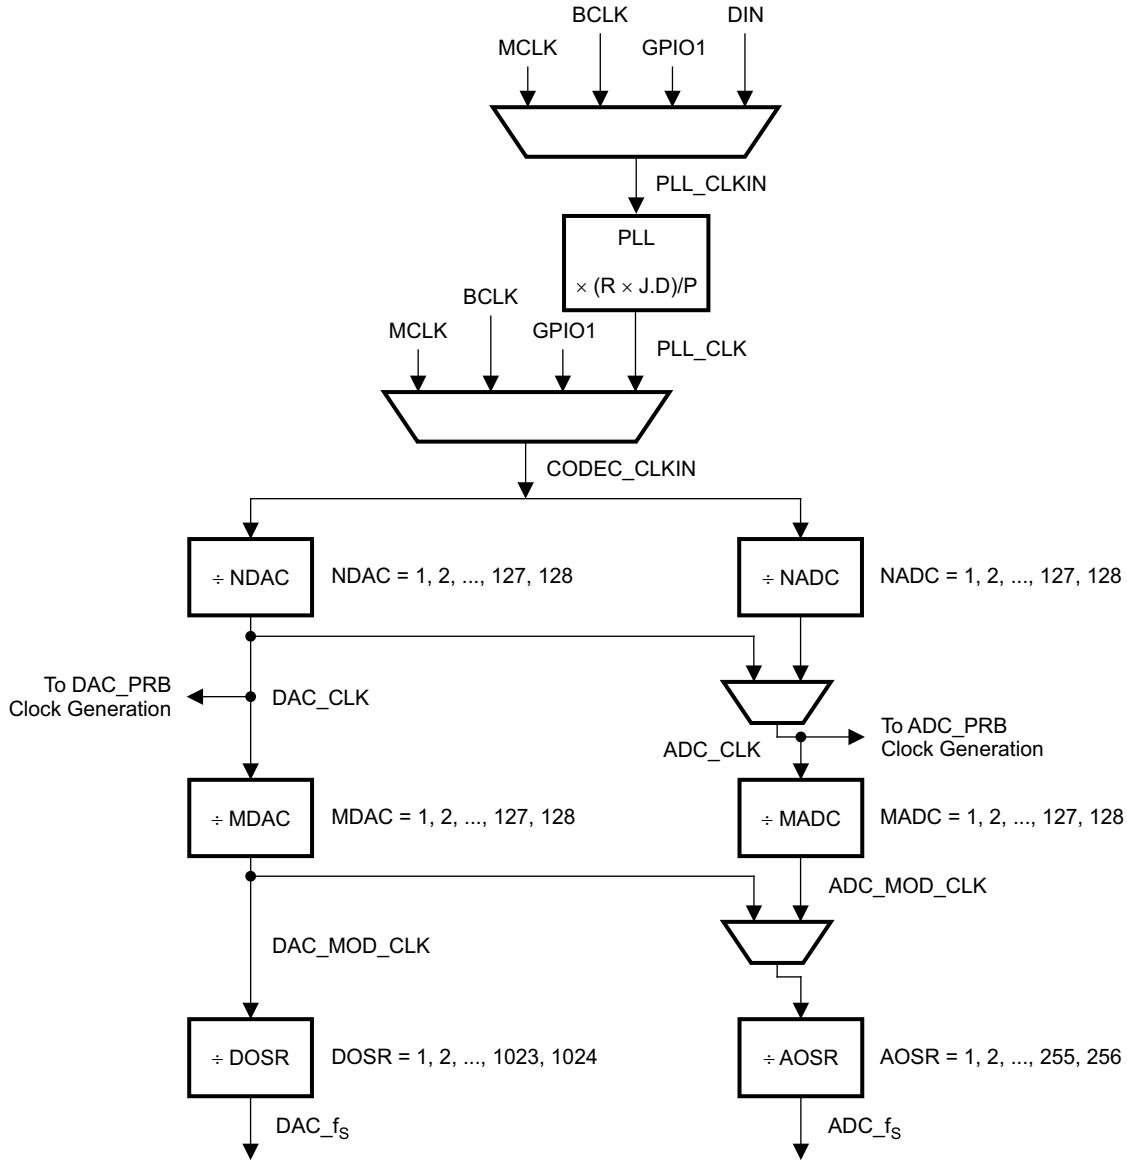 BCLK
DIN
MCLK
GPIO1
PLL_CLKIN
PLL
× (R × J.D)/P
BCLK
MCLK
GPIO1
PLL_CLK
CODEC_CLKIN
÷ NDAC
NDAC = 1, 2, ..., 127, 128
÷ NADC
NADC = 1, 2, ..., 127, 128
To DAC_PRB
Clock Generation
DAC_CLK
To ADC_PRB
Clock Generation
ADC_CLK
÷ MDAC
MDAC = 1, 2, ..., 127, 128
÷ MADC
MADC = 1, 2, ..., 127, 128
ADC_MOD_CLK
DAC_MOD_CLK
÷ DOSR
DOSR = 1, 2, ..., 1023, 1024
÷ AOSR
AOSR = 1, 2, ..., 255, 256
DAC_fS
ADC_fS